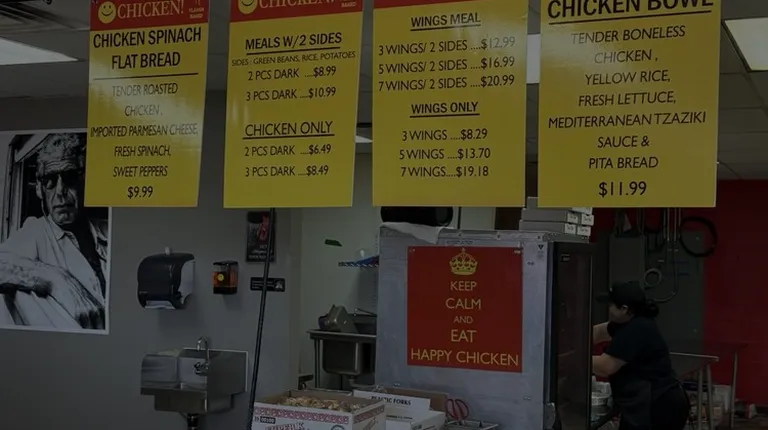 CHICKEN!
CHICKEN SPINACH
FLAT BREAD
TENDER ROASTED
CHICKEN,
IMPORTED PARMESAN CHEESE,
FRESH SPINACH,
SWEET PEPPERS
$9.99
CHICKEN!
MEALS W/2 SIDES
SIDES: GREEN BEANS, RICE, POTATOES
2 PCS DARK ....$8.99
3 PCS DARK ....$10.99
CHICKEN ONLY
2 PCS DARK ....$6.49
3 PCS DARK ....$8.49
WINGS MEAL
3 WINGS/ 2 SIDES ....$12.99
5 WINGS/ 2 SIDES ....$16.99
7 WINGS/ 2 SIDES ....$20.99
WINGS ONLY
3 WINGS ....$8.29
5 WINGS ....$13.70
7 WINGS....$19.18
CHICKEN BOWL
TENDER BONELESS
CHICKEN ,
YELLOW RICE,
FRESH LETTUCE,
MEDITERRANEAN TZAZIKI
SAUCE &
PITA BREAD
$11.99
KEEP
CALM
AND
EAT
HAPPY CHICKEN
PLASTIC FORKS